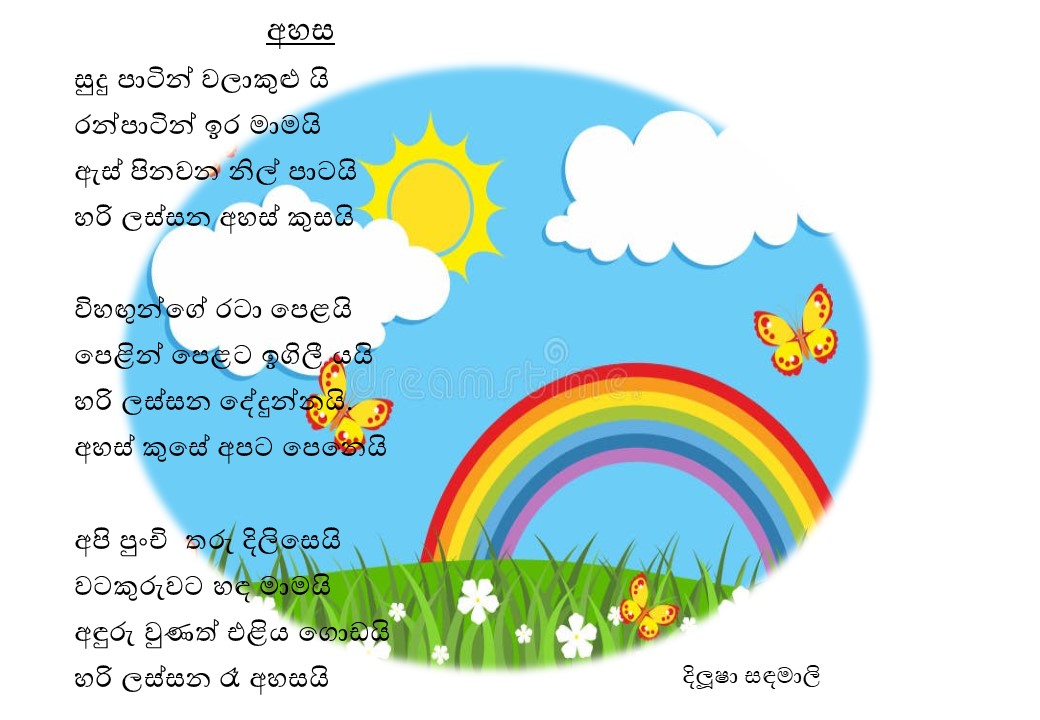 අහස
සුදු පාටින් වලාකුළු යි
රන්පාටින් ඉර මාමයි
ඇස් පිනවන නිල් පාටයි
හරි ලස්සන අහස් කුසයි
විහඟුන්ගේ රටා පෙළයි
පෙළින් පෙළට ඉගිලී යයි
හරි ලස්සන දේදුන්නයි
අහස් කුසේ අපට පෙනෙයි
dreamstime
අපි පුංචි තරු දිලිසෙයි
වටකුරුවට හඳ මාමයි
අඳුරු වුණත් එළිය ගොඩයි
හරි ලස්සන රෑ අහසයි
දිලූෂා සඳමාලි